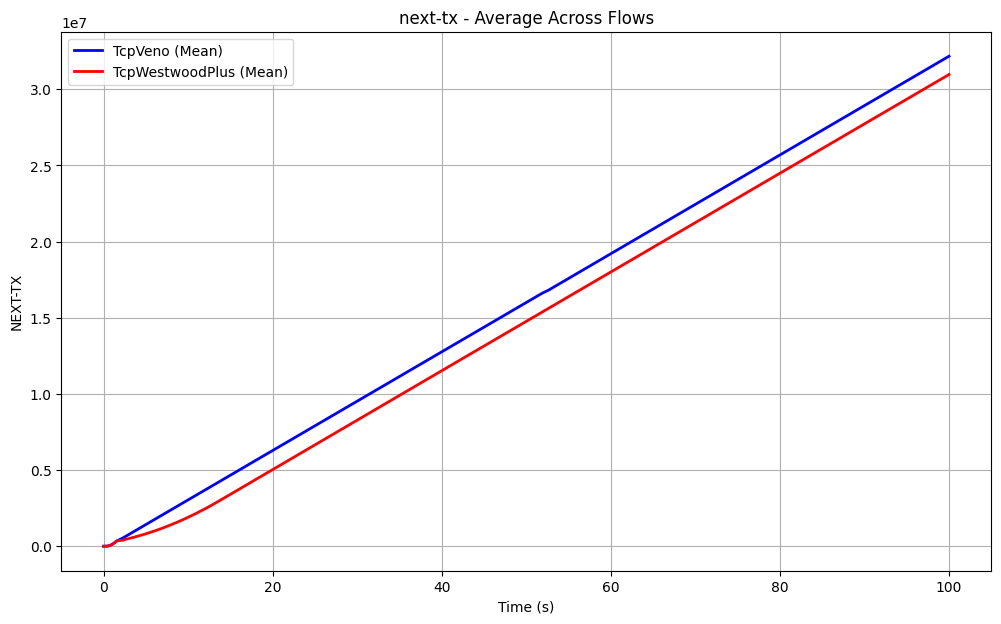 next-tx - Average Across Flows
1e7
TcpVeno (Mean)
TcpWestwoodPlus (Mean)
3.0
2.5
2.0
1.5
1.0
0.5
0.0
NEXT-TX
0 20 40 60 80 100
Time (s)